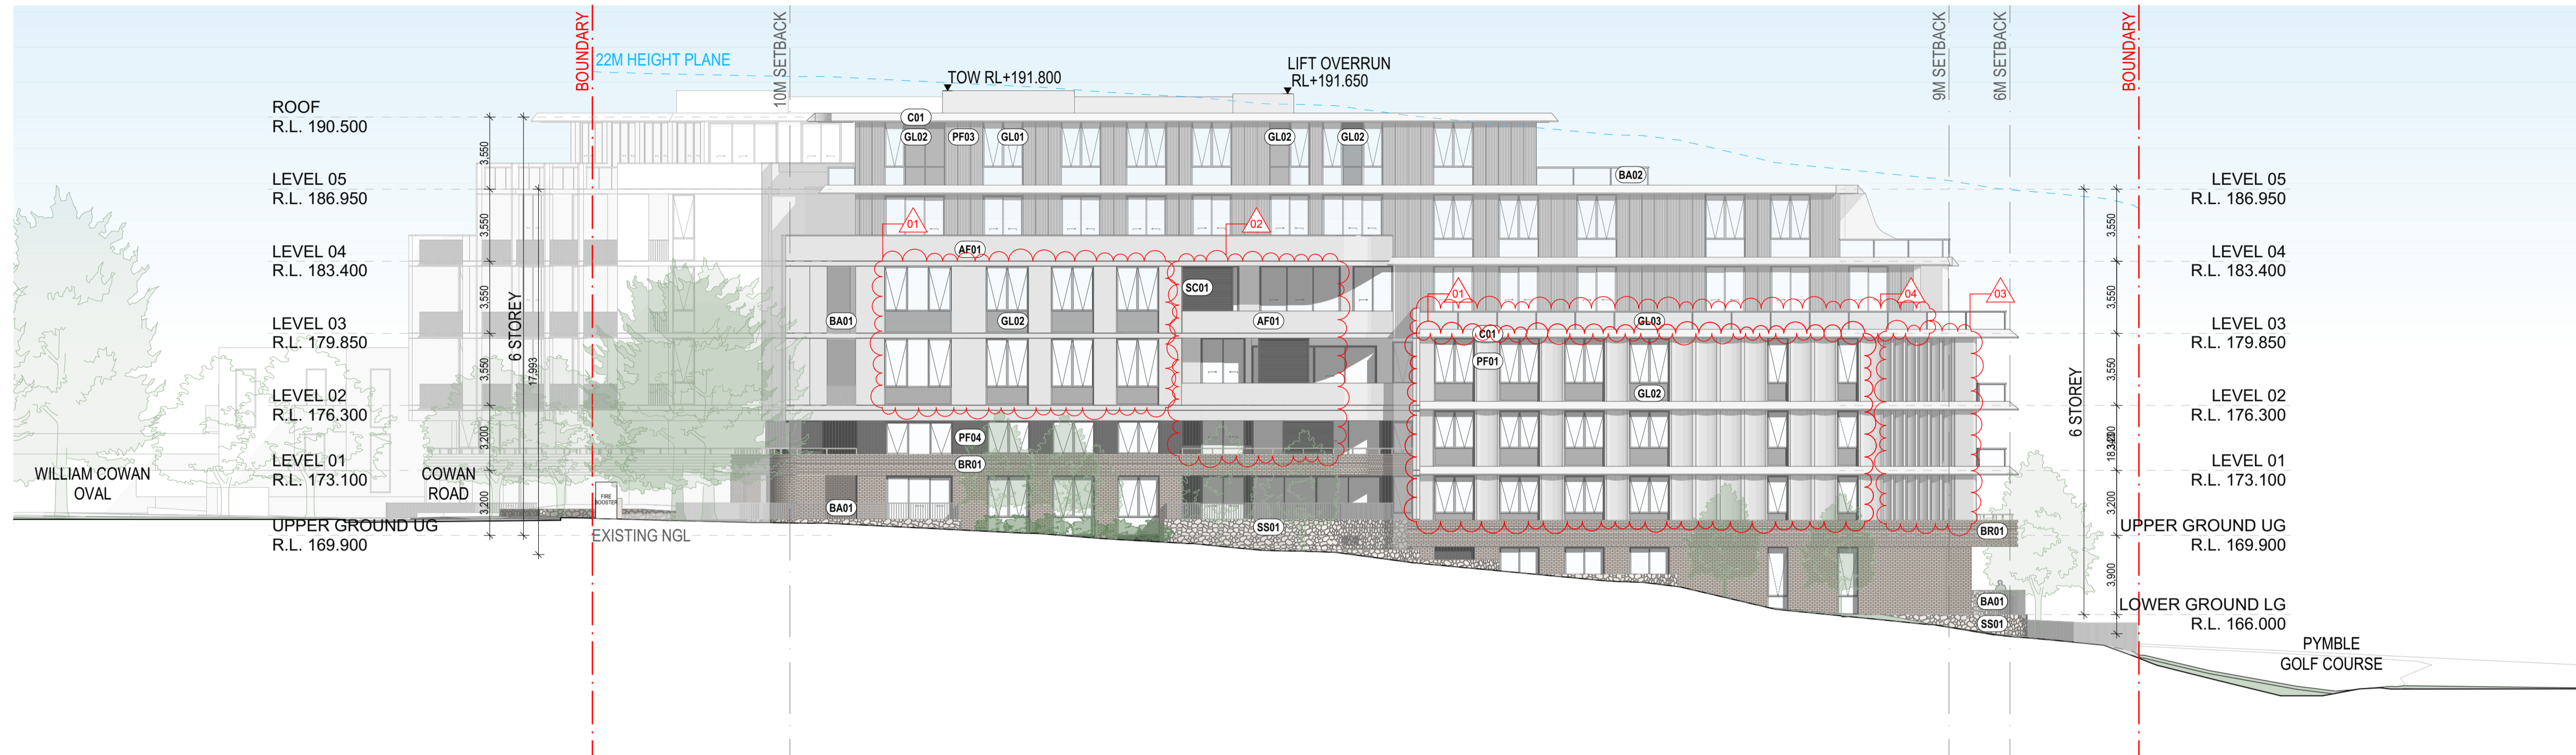 BOUNDARY
22M HEIGHT PLANE
10M SETBACK
TOW RL+191.800
LIFT OVERRUN
RL+191.650
9M SETBACK
6M SETBACK
BOUNDARY
ROOF
R.L. 190.500
LEVEL 05
R.L. 186.950
LEVEL 04
R.L. 183.400
LEVEL 03
R.L. 179.850
LEVEL 02
R.L. 176.300
LEVEL 01
R.L. 173.100
UPPER GROUND UG
R.L. 169.900
3,550
3,550
3,550
3,550
3,200
3,200
6 STOREY
17,993
WILLIAM COWAN
OVAL
COWAN
ROAD
FIRE
BOOSTER
EXISTING NGL
C01
GL02
PF03
GL01
GL02
GL02
BA02
01
02
AF01
SC01
BA01
GL02
AF01
01
04
03
GL03
C01
PF01
GL02
PF04
BR01
BA01
SS01
BR01
BA01
SS01
6 STOREY
3,550
3,550
3,550
3,200
3,900
LEVEL 05
R.L. 186.950
LEVEL 04
R.L. 183.400
LEVEL 03
R.L. 179.850
LEVEL 02
R.L. 176.300
LEVEL 01
R.L. 173.100
UPPER GROUND UG
R.L. 169.900
LOWER GROUND LG
R.L. 166.000
PYMBLE
GOLF COURSE